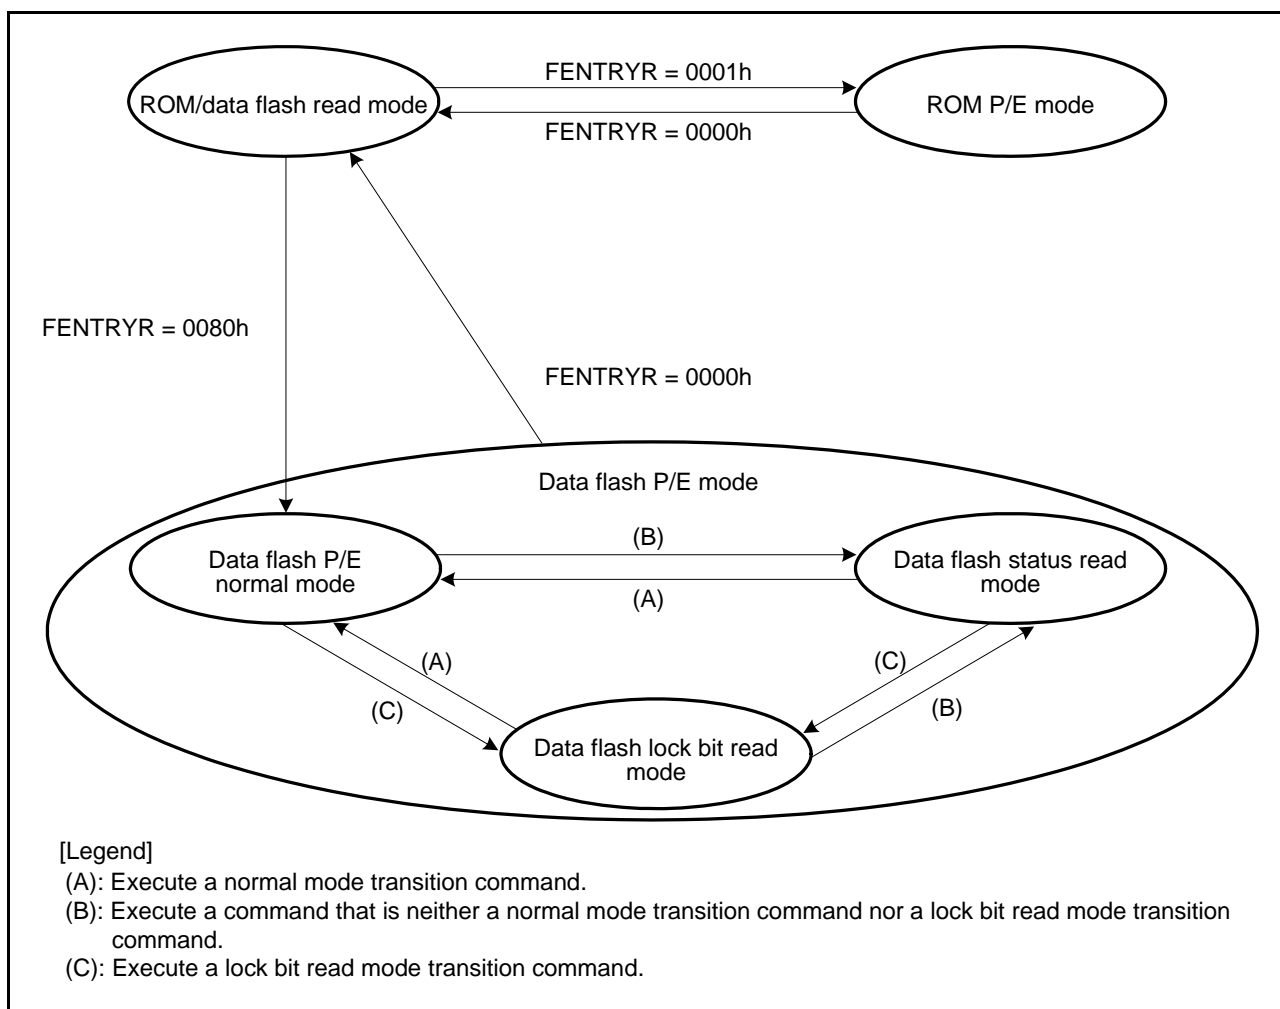 FENTRYR = 0001h
ROM/data flash read mode
ROM P/E mode
FENTRYR = 0000h
FENTRYR = 0080h
FENTRYR = 0000h
Data flash P/E mode
(B)
Data flash P/E
normal mode
Data flash status read
mode
(A)
(A)
(C)
(C)
(B)
Data flash lock bit read
mode
[Legend]
(A): Execute a normal mode transition command.
(B): Execute a command that is neither a normal mode transition command nor a lock bit read mode transition
command.
(C): Execute a lock bit read mode transition command.